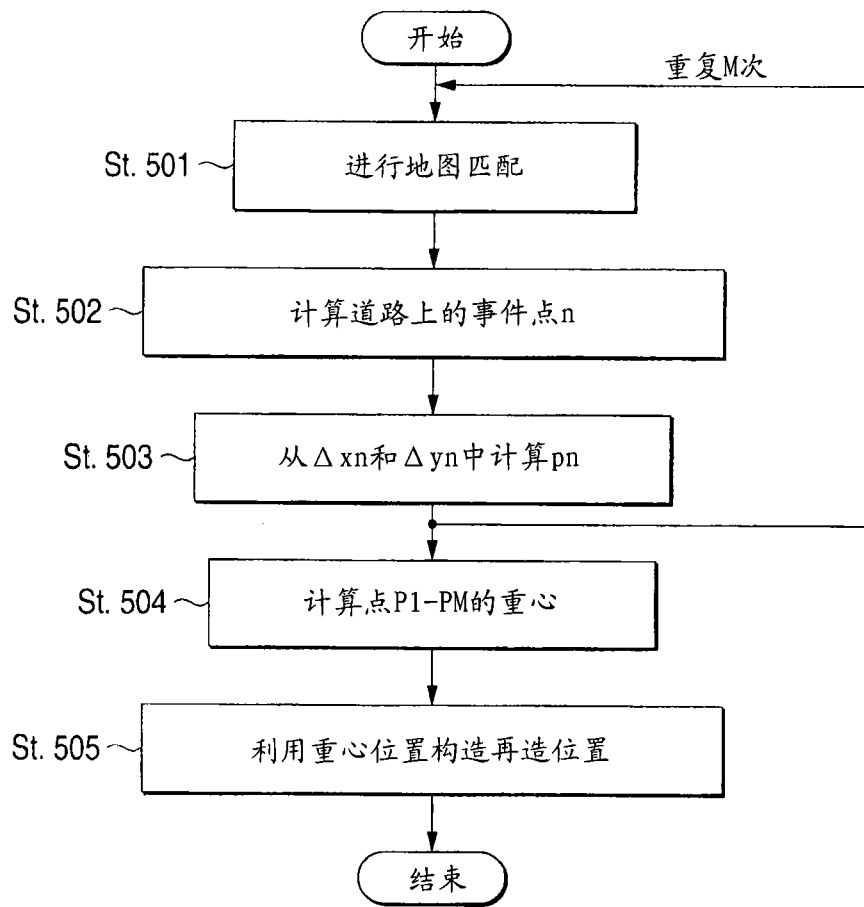 开始
重复M次
St. 501
进行地图匹配
St. 502
计算道路上的事件点n
St. 503
从Δxn和Δyn中计算pn
St. 504
计算点P1-PM的重心
St. 505
利用重心位置构造再造位置
结束